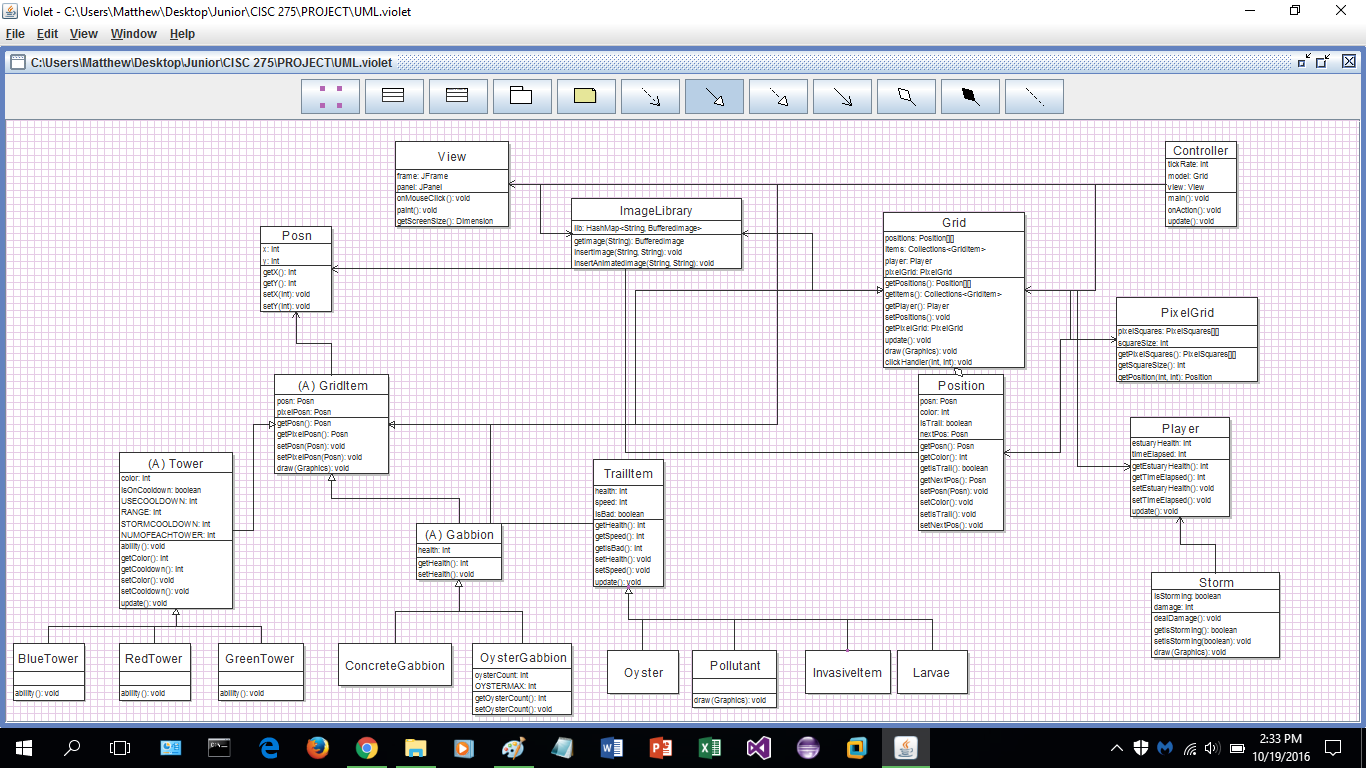 Violet - C:\Users\Matthew\Desktop\Junior\CISC 275\PROJECT\UML.violet
File Edit View Window Help
C:\Users\Matthew\Desktop\Junior\CISC 275\PROJECT\UML.violet
View
frame: JFrame
panel: JPanel
onMouseClick(): void
paint(): void
getScreenSize(): Dimension
ImageLibrary
lib: HashMap<String, BufferedImage>
getImage(String): BufferedImage
insertImage(String, String): void
insertAnimatedImage(String, String): void
Controller
tickRate: int
model: Grid
view: View
main(): void
onAction(): void
update(): void
Posn
x: int
y: int
getX(): int
getY(): int
setX(int): void
setY(int): void
Grid
positions: Position[][]
items: Collections<GridItem>
player: Player
pixelGrid: PixelGrid
getPositions(): Position[][]
getItems(): Collections<GridItem>
getPlayer(): Player
setPositions(): void
getPixelGrid: PixelGrid
update(): void
draw(Graphics): void
clickHandler(int, int): void
PixelGrid
pixelSquares: PixelSquares[][]
squareSize: int
getPixelSquares(): PixelSquares[][]
getSquareSize(): int
getPosition(int, int): Position
(A) GridItem
posn: Posn
pixelPosn: Posn
getPosn(): Posn
getPixelPosn(): Posn
setPosn(Posn): void
setPixelPosn(Posn): void
draw(Graphics): void
Position
posn: Posn
color: int
isTrail: boolean
nextPos: Posn
getPosn(): Posn
getColor(): int
getIsTrail(): boolean
getNextPos(): Posn
setPosn(Posn): void
setColor(): void
setIsTrail(): void
setNextPos(): void
Player
estuaryHealth: int
timeElapsed: int
getEstuaryHealth(): int
getTimeElapsed(): int
setEstuaryHealth(): void
setTimeElapsed(): void
update(): void
(A) Tower
color: int
isOnCooldown: boolean
USECOOLDOWN: int
RANGE: int
STORMCOOLDOWN: int
NUMOFEACHTOWER: int
ability(): void
getColor(): int
getCooldown(): int
setColor(): void
setCooldown(): void
update(): void
TrailItem
health: int
speed: int
isBad: boolean
getHealth(): int
getSpeed(): int
getIsBad(): int
setHealth(): void
setSpeed(): void
update(): void
(A) Gabbion
health: int
getHealth(): int
setHealth(): void
Storm
isStorming: boolean
damage: int
dealDamage(): void
getIsStorming(): boolean
setIsStorming(boolean): void
draw(Graphics): void
BlueTower
ability(): void
RedTower
ability(): void
GreenTower
ability(): void
ConcreteGabbion
OysterGabbion
oysterCount: int
OYSTERMAX: int
getOysterCount(): int
setOysterCount(): void
Oyster
Pollutant
draw(Graphics): void
InvasiveItem
Larvae
2:33 PM
10/19/2016